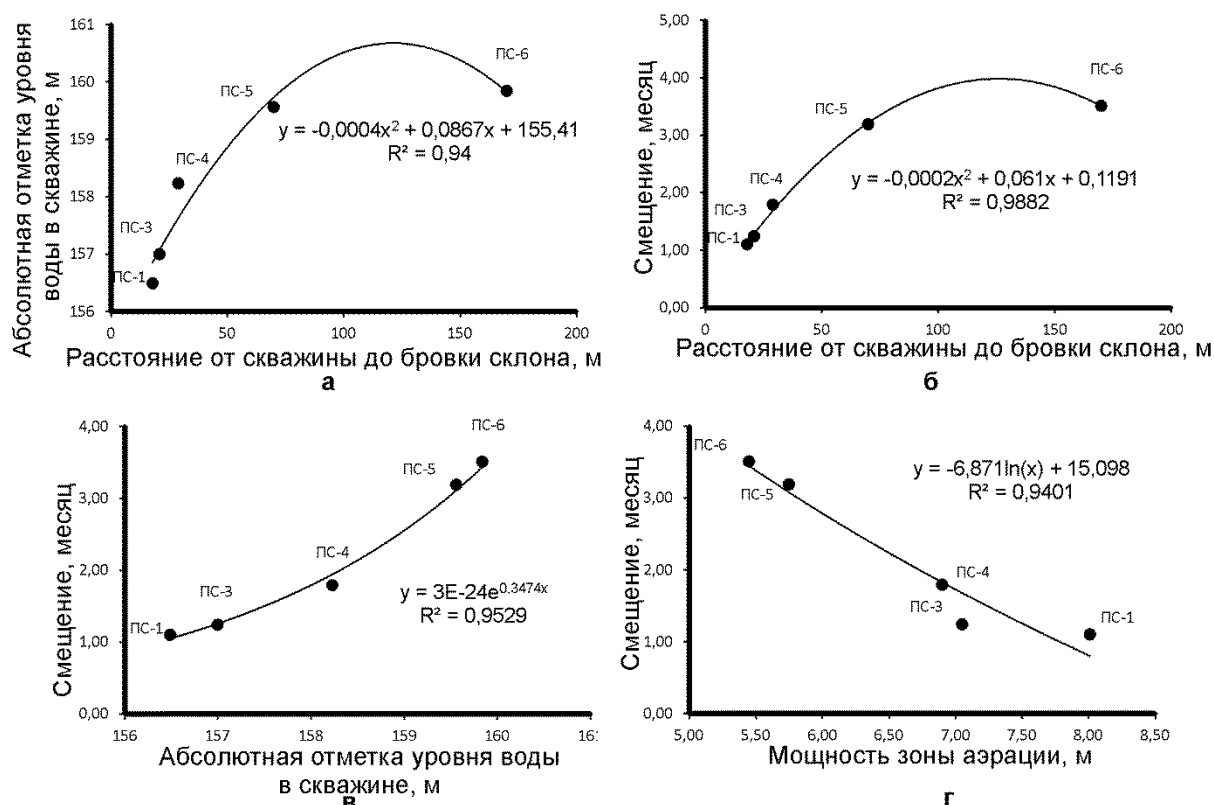 Абсолютная отметка уровня
воды в скважине, м
161
160
159
158
157
156
ПС-6
ПС-5
ПС-4
ПС-3
ПС-1
y = -0,0004x² + 0,0867x + 155,41
R² = 0,94
0
50
100
150
200
Расстояние от скважины до бровки склона, м
а
Смещение, месяц
5,00
4,00
3,00
2,00
1,00
0,00
ПС-6
ПС-5
ПС-4
ПС-3
ПС-1
y = -0,0002x² + 0,061x + 0,1191
R² = 0,9882
0
50
100
150
200
Расстояние от скважины до бровки склона, м
б
Смещение, месяц
4,00
3,00
2,00
1,00
0,00
ПС-6
ПС-5
ПС-4
ПС-3
ПС-1
y = 3E-24e^0,3474x
R² = 0,9529
156
157
158
159
160
161
Абсолютная отметка уровня воды
в скважине, м
в
Смещение, месяц
4,00
3,00
2,00
1,00
0,00
ПС-6
ПС-5
ПС-4
ПС-3
ПС-1
y = -6,871ln(x) + 15,098
R² = 0,9401
5,00
5,50
6,00
6,50
7,00
7,50
8,00
8,50
Мощность зоны аэрации, м
г